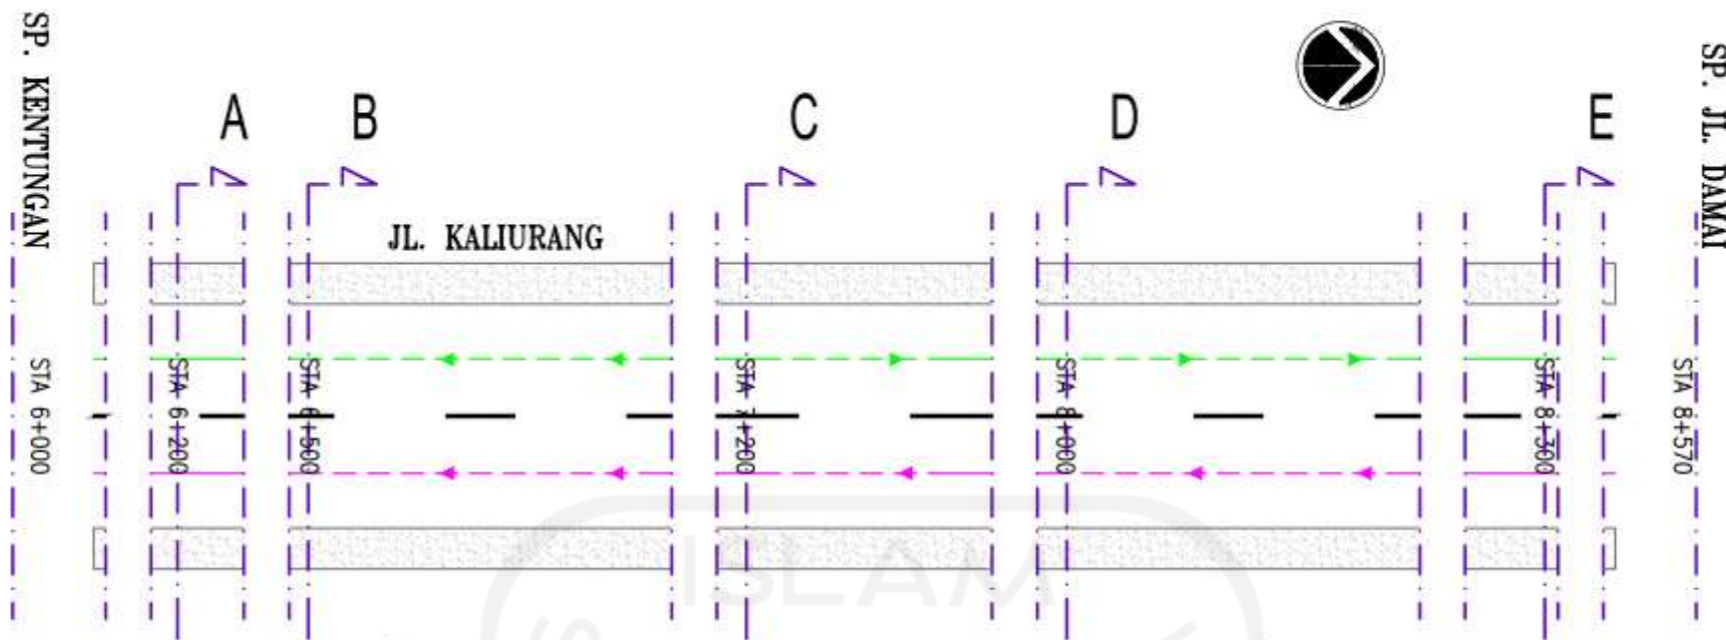 SP. KENTUNGAN
A
B
C
D
E
SP. JL. DAMAI
JL. KALIURANG
STA 6+000
STA 6+200
STA 6+500
STA 7+200
STA 8+000
STA 8+300
STA 8+570
ISLAM